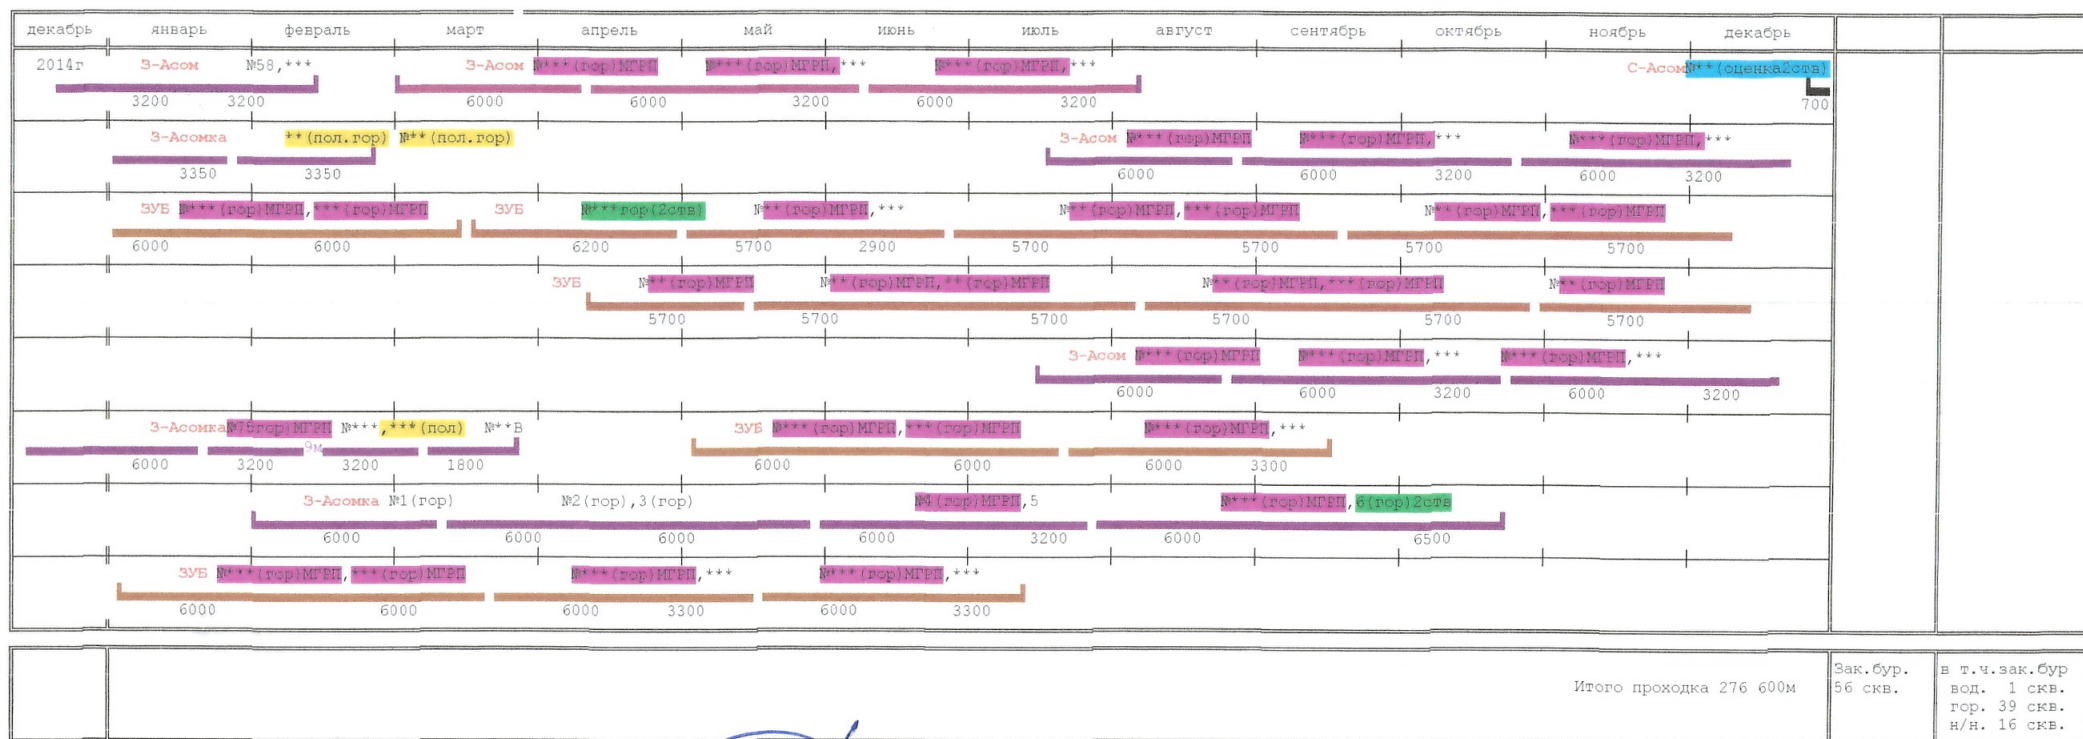 декабрь январь февраль март апрель май июнь июль август сентябрь октябрь ноябрь декабрь
2014г З-Асом №58,*** З-Асом №***(гор)МГРП №***(гор)МГРП,*** №***(гор)МГРП,*** С-Асом №**(оценка2ств)
3200 3200 6000 6000 3200 6000 3200 700
З-Асомка **(пол.гор) №**(пол.гор) З-Асом №***(гор)МГРП №***(гор)МГРП,*** №***(гор)МГРП,***
3350 3350 6000 6000 3200 6000 3200
ЗУБ №***(гор)МГРП,***(гор)МГРП ЗУБ №***гор(2ств) №**(гор)МГРП,*** №**(гор)МГРП,***(гор)МГРП №**(гор)МГРП,***(гор)МГРП
6000 6000 6200 5700 2900 5700 5700 5700 5700
ЗУБ №**(гор)МГРП №**(гор)МГРП,**(гор)МГРП №**(гор)МГРП,***(гор)МГРП №**(гор)МГРП
5700 5700 5700 5700 5700 5700
З-Асом №***(гор)МГРП №***(гор)МГРП,*** №***(гор)МГРП,***
6000 6000 3200 6000 3200
З-Асомка №75гор)МГРП №***,***(пол) №**В ЗУБ №***(гор)МГРП,***(гор)МГРП №***(гор)МГРП,***
9м
6000 3200 3200 1800 6000 6000 6000 3300
З-Асомка №1(гор) №2(гор),3(гор) №4(гор)МГРП,5 №***(гор)МГРП,6(гор)2ств
6000 6000 6000 6000 3200 6000 6500
ЗУБ №***(гор)МГРП,***(гор)МГРП №***(гор)МГРП,*** №***(гор)МГРП,***
6000 6000 6000 3300 6000 3300
Итого проходка 276 600м
Зак.бур.
56 скв.
в т.ч.зак.бур
вод. 1 скв.
гор. 39 скв.
н/н. 16 скв.